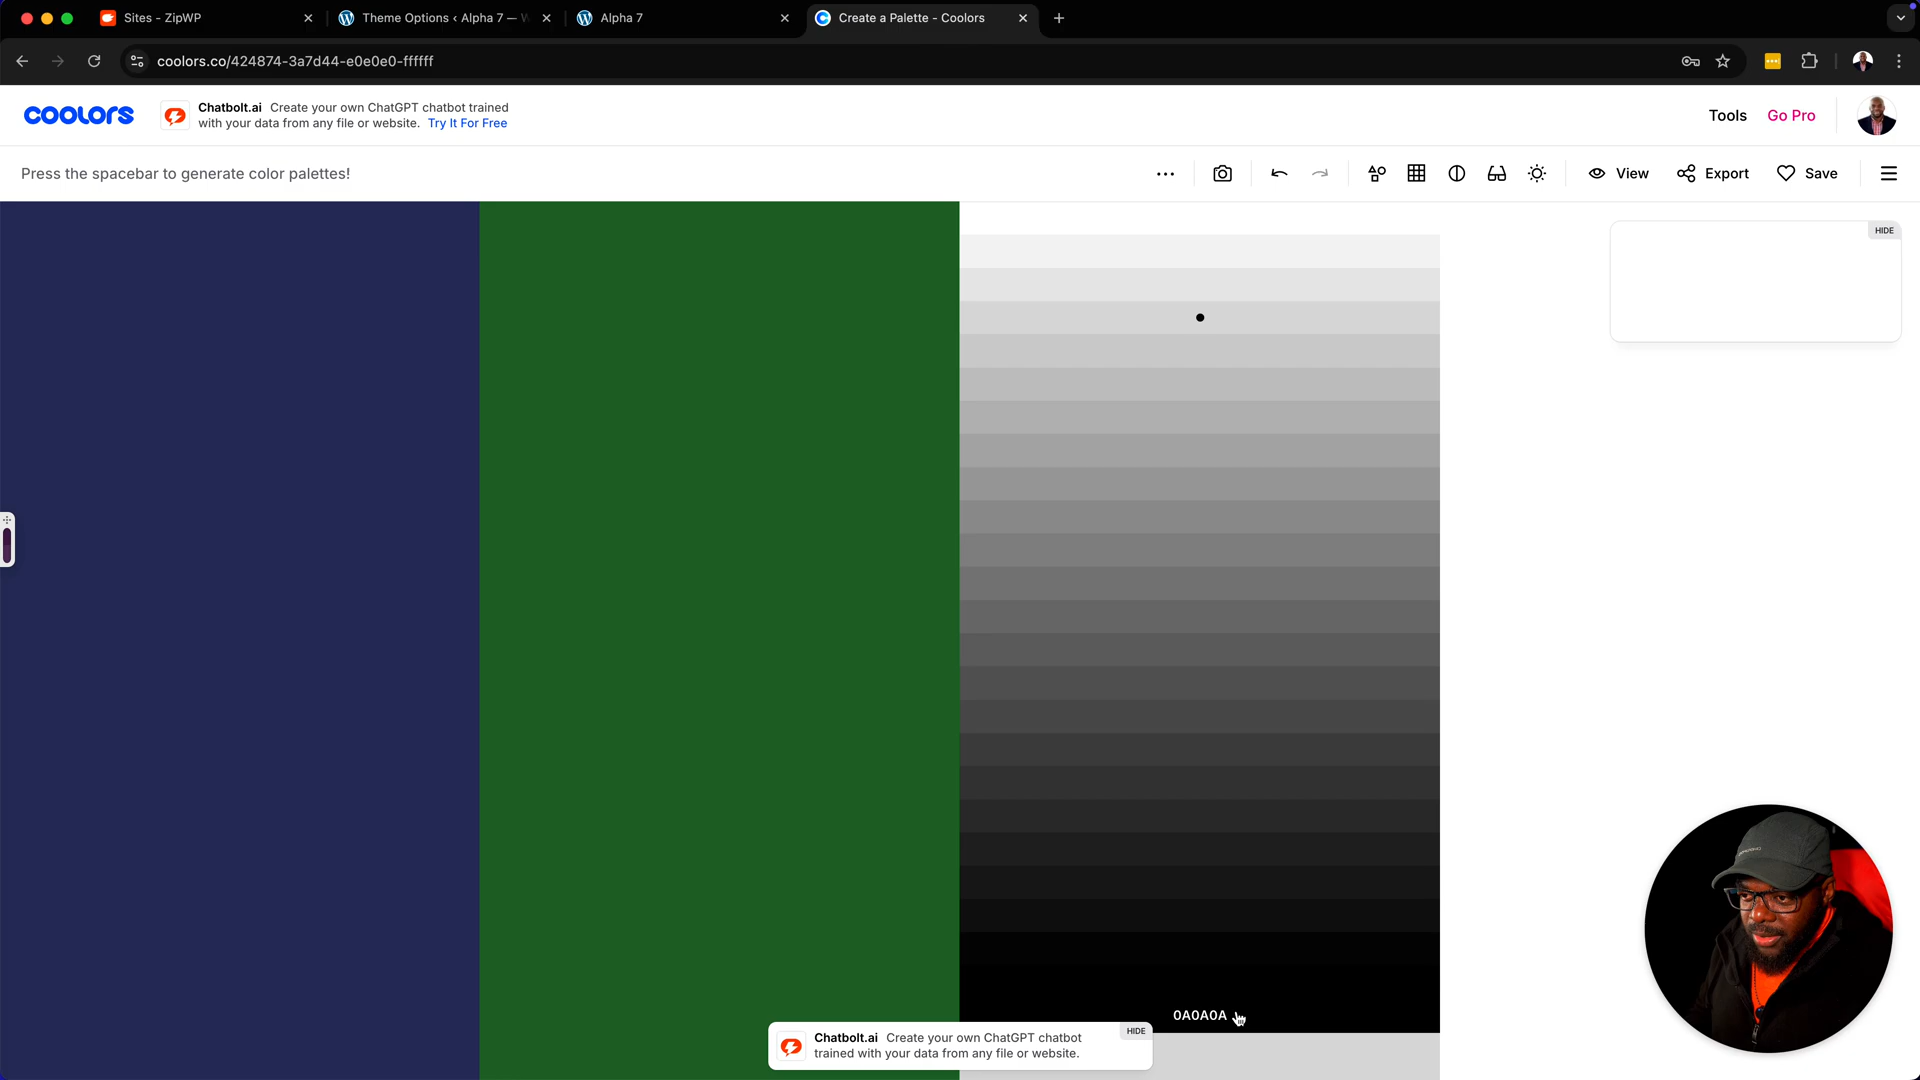 Sites - ZipWP
Theme Options ‹ Alpha 7 —
Alpha 7
Create a Palette - Coolors
coolors.co/424874-3a7d44-e0e0e0-ffffff
coolors
Chatbolt.ai Create your own ChatGPT chatbot trained
with your data from any file or website. Try It For Free
Tools
Go Pro
Press the spacebar to generate color palettes!
View
Export
Save
HIDE
0A0A0A
Chatbolt.ai Create your own ChatGPT chatbot
trained with your data from any file or website.
HIDE